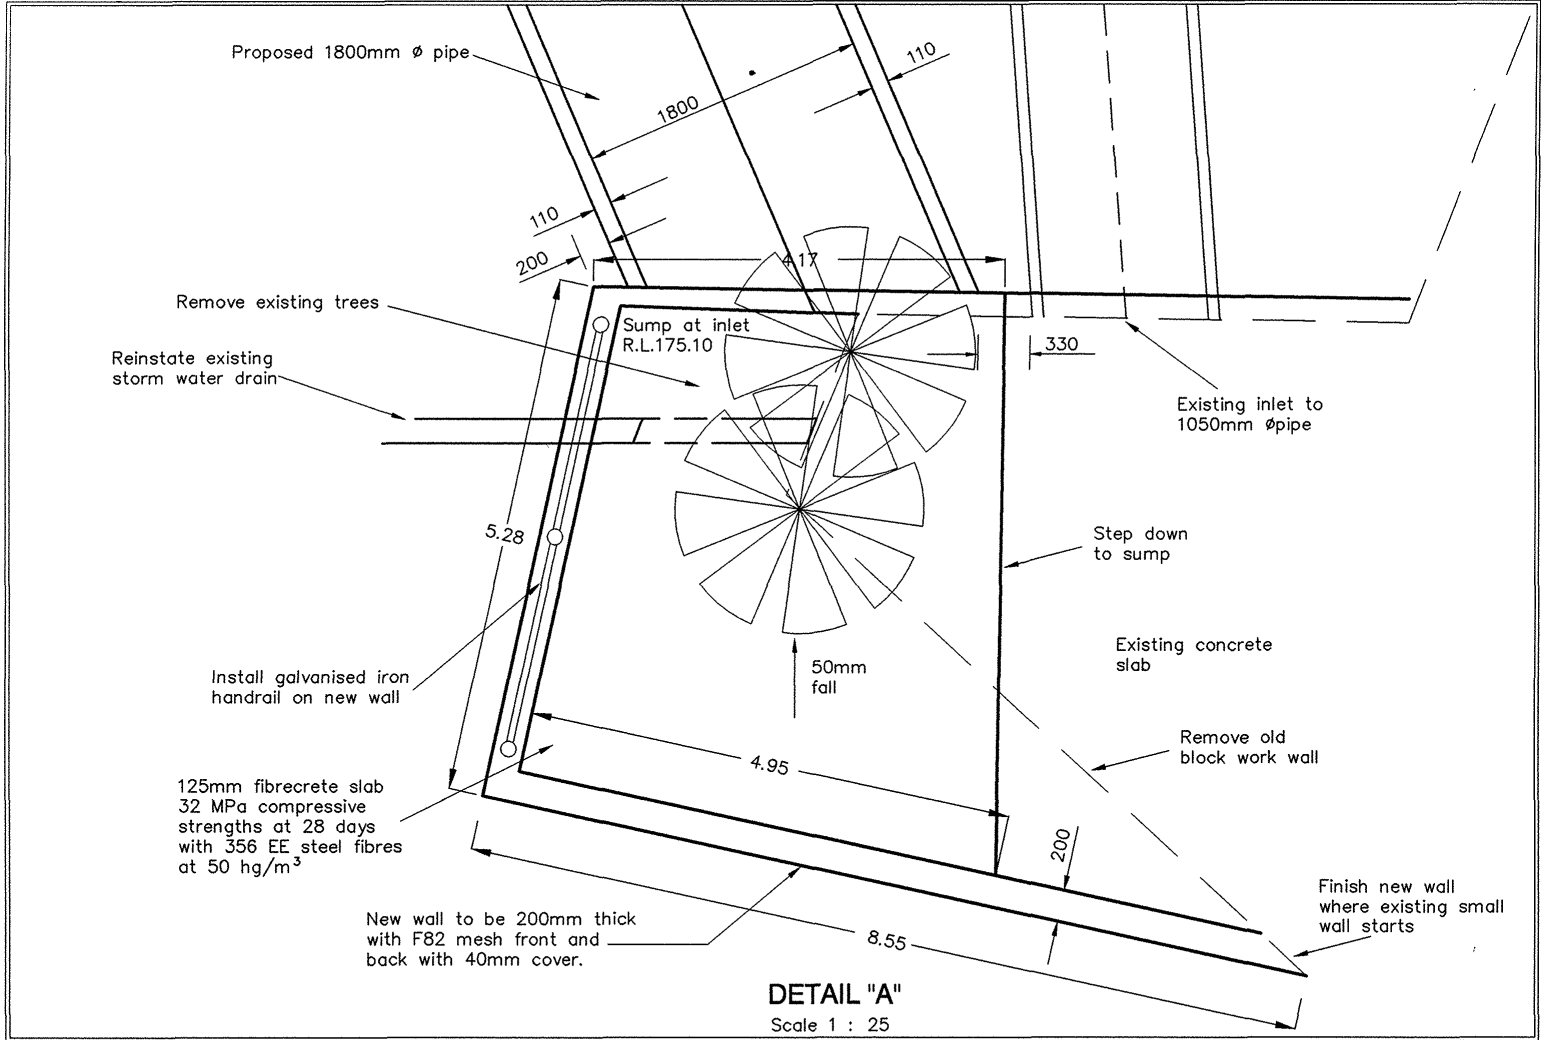 Proposed 1800mm ø pipe
110
1800
110
200
4.17
Remove existing trees
Sump at inlet
R.L.175.10
330
Reinstate existing
storm water drain
Existing inlet to
1050mm øpipe
5.28
Step down
to sump
Existing concrete
slab
50mm
fall
Install galvanised iron
handrail on new wall
4.95
Remove old
block work wall
125mm fibrecrete slab
32 MPa compressive
strengths at 28 days
with 356 EE steel fibres
at 50 hg/m³
200
Finish new wall
where existing small
wall starts
New wall to be 200mm thick
with F82 mesh front and
back with 40mm cover.
8.55
DETAIL "A"
Scale 1 : 25